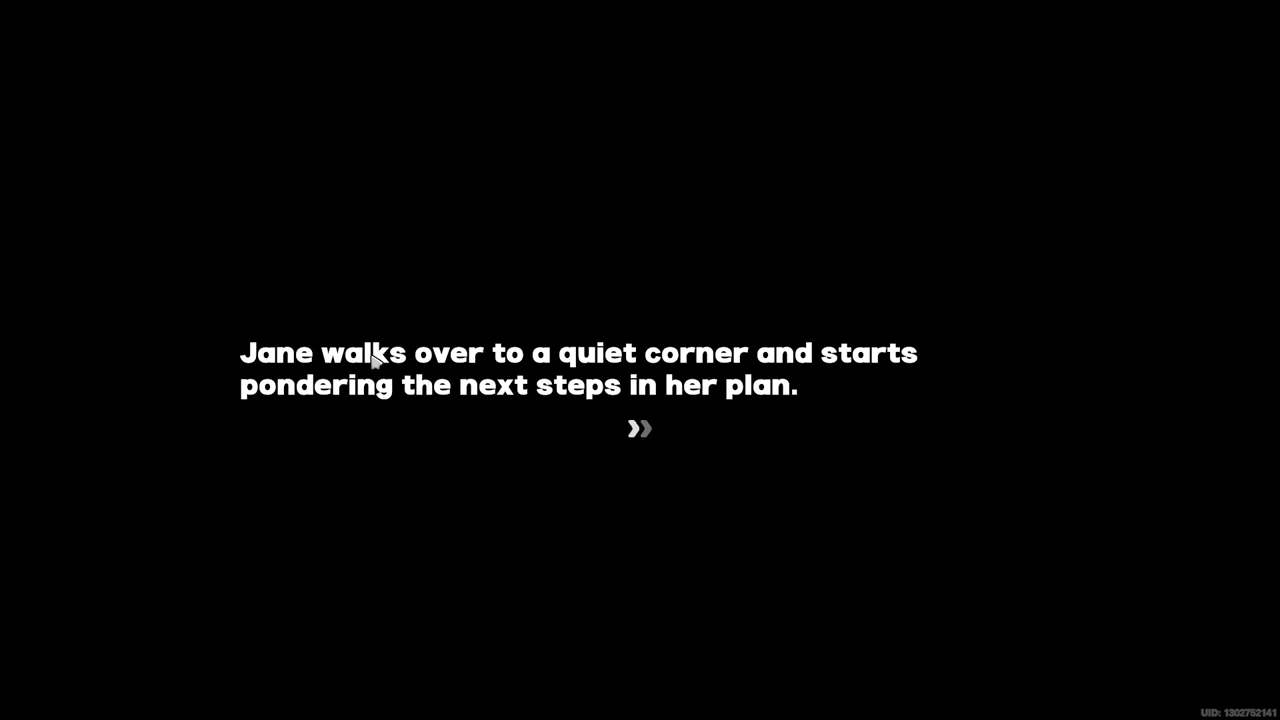 Jane walks over to a quiet corner and starts
pondering the next steps in her plan.
UID: 1302752141